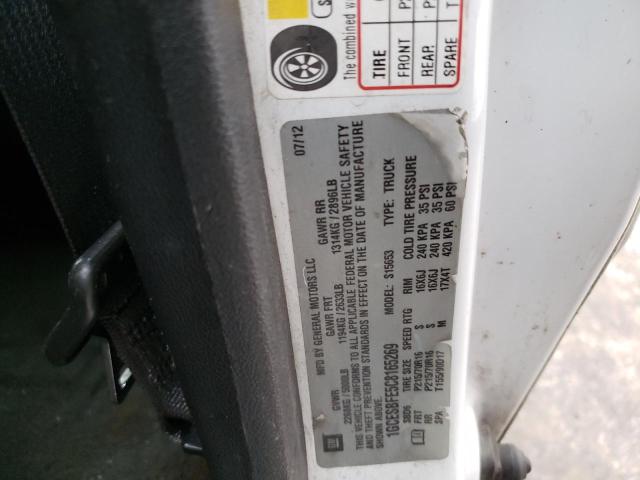 The combined w
TIRE
FRONT P
REAR P
SPARE T
MFD BY GENERAL MOTORS LLC 07/12
GVWR GAWR FRT GAWR RR
2268KG / 5000LB 1194KG / 2633LB 1314KG / 2896LB
THIS VEHICLE CONFORMS TO ALL APPLICABLE FEDERAL MOTOR VEHICLE SAFETY
STANDARDS IN EFFECT ON THE DATE OF MANUFACTURE
SHOWN ABOVE.
1GCESBFE5C8165269 MODEL: S15653 TYPE: TRUCK
TIRE SIZE SPEED RTG RIM COLD TIRE PRESSURE
FRT P215/70R16 S 16X6J 240 KPA 35 PSI
RR P215/70R16 S 16X6J 240 KPA 35 PSI
SPA T155/90D17 M 17X4T 420 KPA 60 PSI
GM